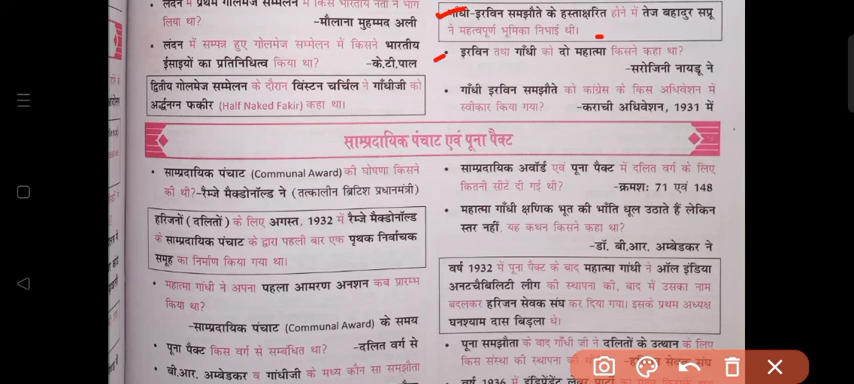 लंदन में प्रथम गोलमेज सम्मेलन में किस भारतीय नेता ने भाग
लिया था? -मौलाना मुहम्मद अली
• लंदन में सम्पन्न हुए गोलमेज सम्मेलन में किसने भारतीय
ईसाइयों का प्रतिनिधित्व किया था? -के.टी.पाल
द्वितीय गोलमेज सम्मेलन के दौरान विंस्टन चर्चिल ने गाँधीजी को
अर्द्धनग्न फकीर (Half Naked Fakir) कहा था।
गाँधी-इरविन समझौते के हस्ताक्षरित होने में तेज बहादुर सप्रू
ने महत्वपूर्ण भूमिका निभाई थी।
• इरविन तथा गाँधी को दो महात्मा किसने कहा था?
-सरोजिनी नायडू ने
• गाँधी इरविन समझौते को कांग्रेस के किस अधिवेशन में
स्वीकार किया गया? -कराची अधिवेशन, 1931 में
साम्प्रदायिक पंचाट एवं पूना पैक्ट
• साम्प्रदायिक पंचाट (Communal Award) की घोषणा किसने
की थी?-रैम्जे मैक्डोनॉल्ड ने (तत्कालीन ब्रिटिश प्रधानमंत्री)
हरिजनों (दलितों) के लिए अगस्त, 1932 में रैम्जे मैक्डोनॉल्ड
के साम्प्रदायिक पंचाट के द्वारा पहली बार एक पृथक निर्वाचक
समूह का निर्माण किया गया था।
• महात्मा गांधी ने अपना पहला आमरण अनशन कब प्रारम्भ
किया था?
-साम्प्रदायिक पंचाट (Communal Award) के समय
• पूना पैक्ट किस वर्ग से सम्बंधित था? -दलित वर्ग से
• बी.आर. अम्बेडकर व गांधीजी के मध्य कौन सा समझौता
• साम्प्रदायिक अवॉर्ड एवं पूना पैक्ट में दलित वर्ग के लिए
कितनी सीटें दी गई थी? -क्रमशः 71 एवं 148
• महात्मा गाँधी क्षणिक भूत की भाँति धूल उठाते हैं लेकिन
स्तर नहीं, यह कथन किसने कहा था?
-डॉ. बी.आर. अम्बेडकर ने
वर्ष 1932 में पूना पैक्ट के बाद महात्मा गांधी ने ऑल इंडिया
अनटचैबिलिटी लीग की स्थापना की, बाद में उसका नाम
बदलकर हरिजन सेवक संघ कर दिया गया। इसके प्रथम अध्यक्ष
घनश्याम दास बिड़ला थे।
• पूना समझौता के बाद गाँधी जी ने दलितों के उत्थान के लिए
किस संस्था की स्थापना की -हरिजन सेवक संघ
वर्ष 1936 में इंडिपेंडेंट लेबर पार्टी